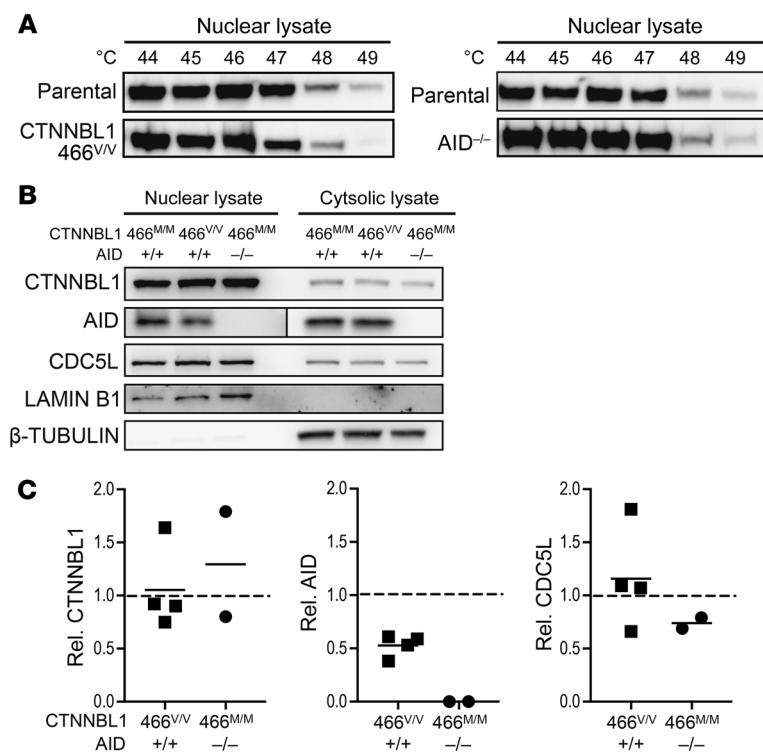 A
Nuclear lysate
Nuclear lysate
°C 44 45 46 47 48 49
44 45 46 47 48 49
Parental
Parental
CTNNBL1
466V/V
AID–/–
B
Nuclear lysate
Cytsolic lysate
CTNNBL1 466M/M 466V/V 466M/M 466M/M 466V/V 466M/M
AID +/+ +/+ –/– +/+ +/+ –/–
CTNNBL1
AID
CDC5L
LAMIN B1
β-TUBULIN
C
Rel. CTNNBL1
2.0
1.5
1.0
0.5
0.0
CTNNBL1 466V/V 466M/M
AID +/+ –/–
Rel. AID
2.0
1.5
1.0
0.5
0.0
466V/V 466M/M
+/+ –/–
Rel. CDC5L
2.0
1.5
1.0
0.5
0.0
466V/V 466M/M
+/+ –/–